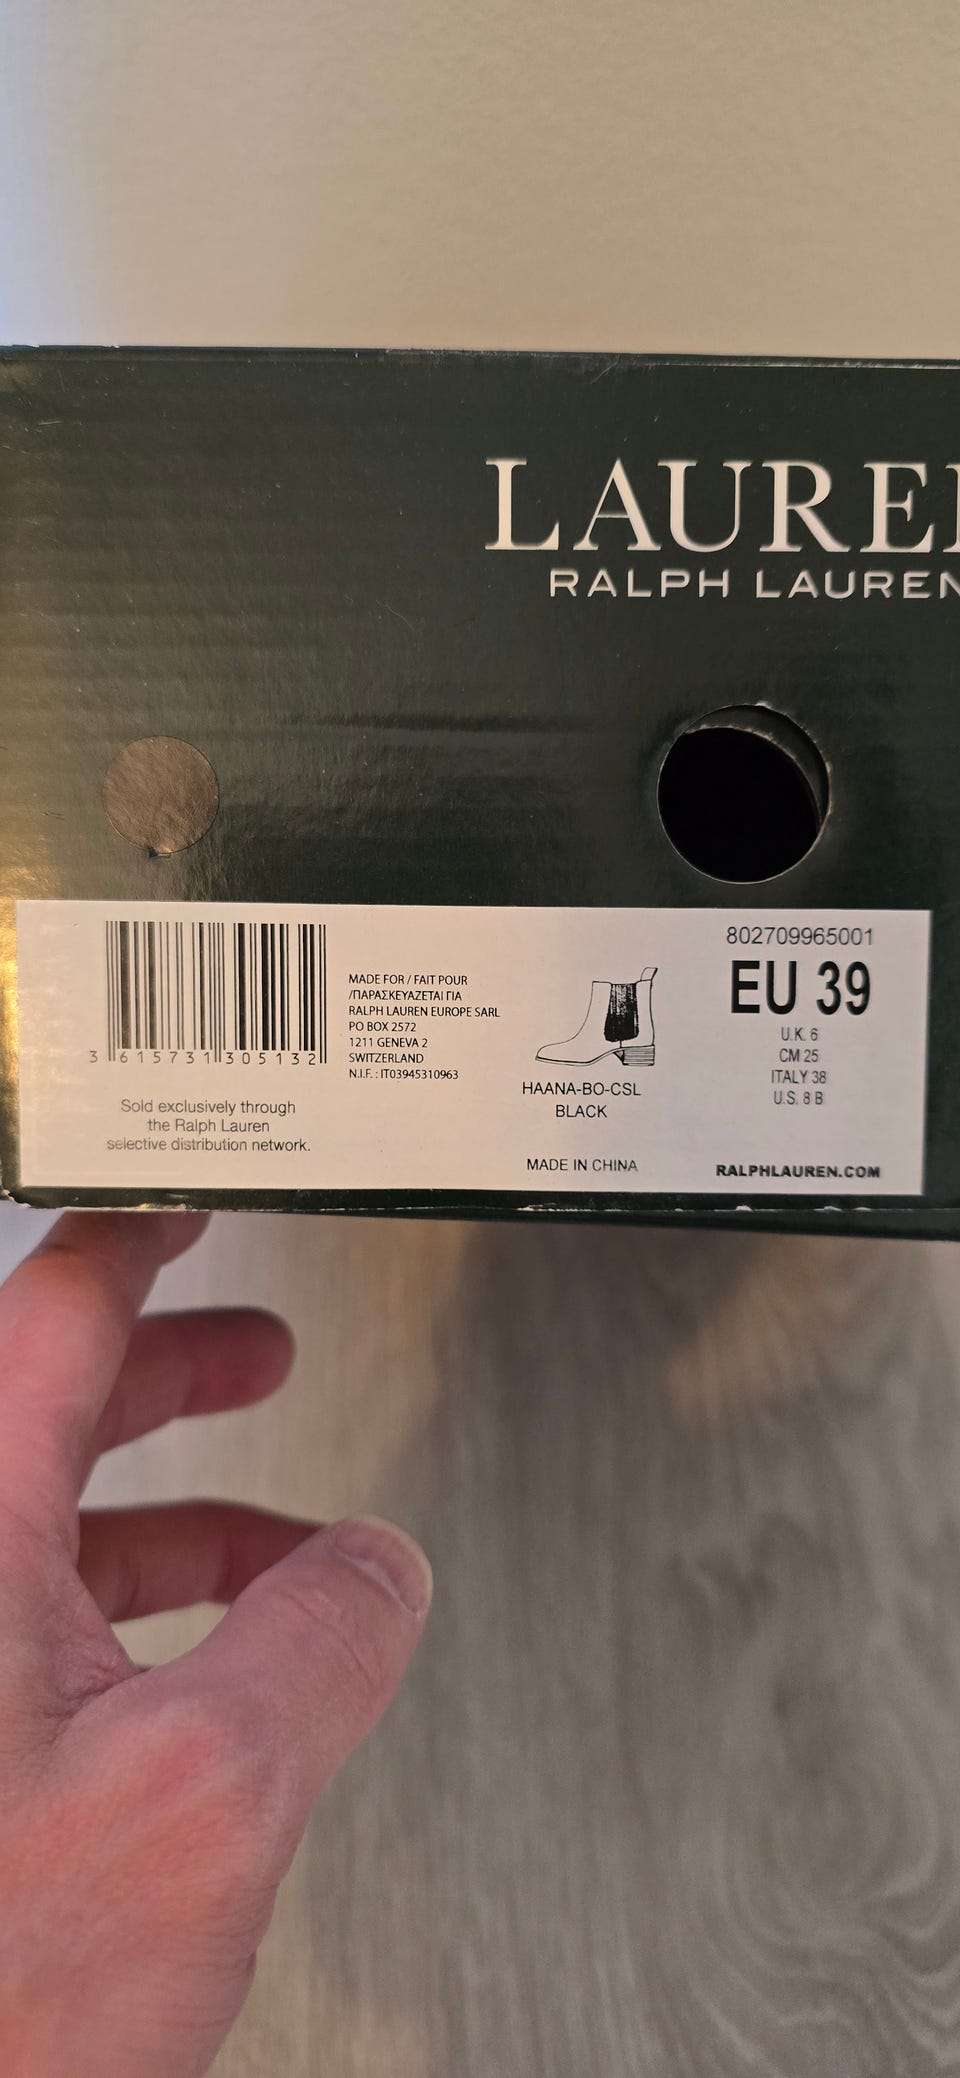 LAURE
RALPH LAUREN
3 615731 305132
Sold exclusively through
the Ralph Lauren
selective distribution network.
MADE FOR / FAIT POUR
/ΠΑΡΑΣΚΕΥΑΖΕΤΑΙ ΓΙΑ
RALPH LAUREN EUROPE SARL
PO BOX 2572
1211 GENEVA 2
SWITZERLAND
N.I.F. : IT03945310963
HAANA-BO-CSL
BLACK
MADE IN CHINA
802709965001
EU 39
U.K. 6
CM 25
ITALY 38
U.S. 8 B
RALPHLAUREN.COM